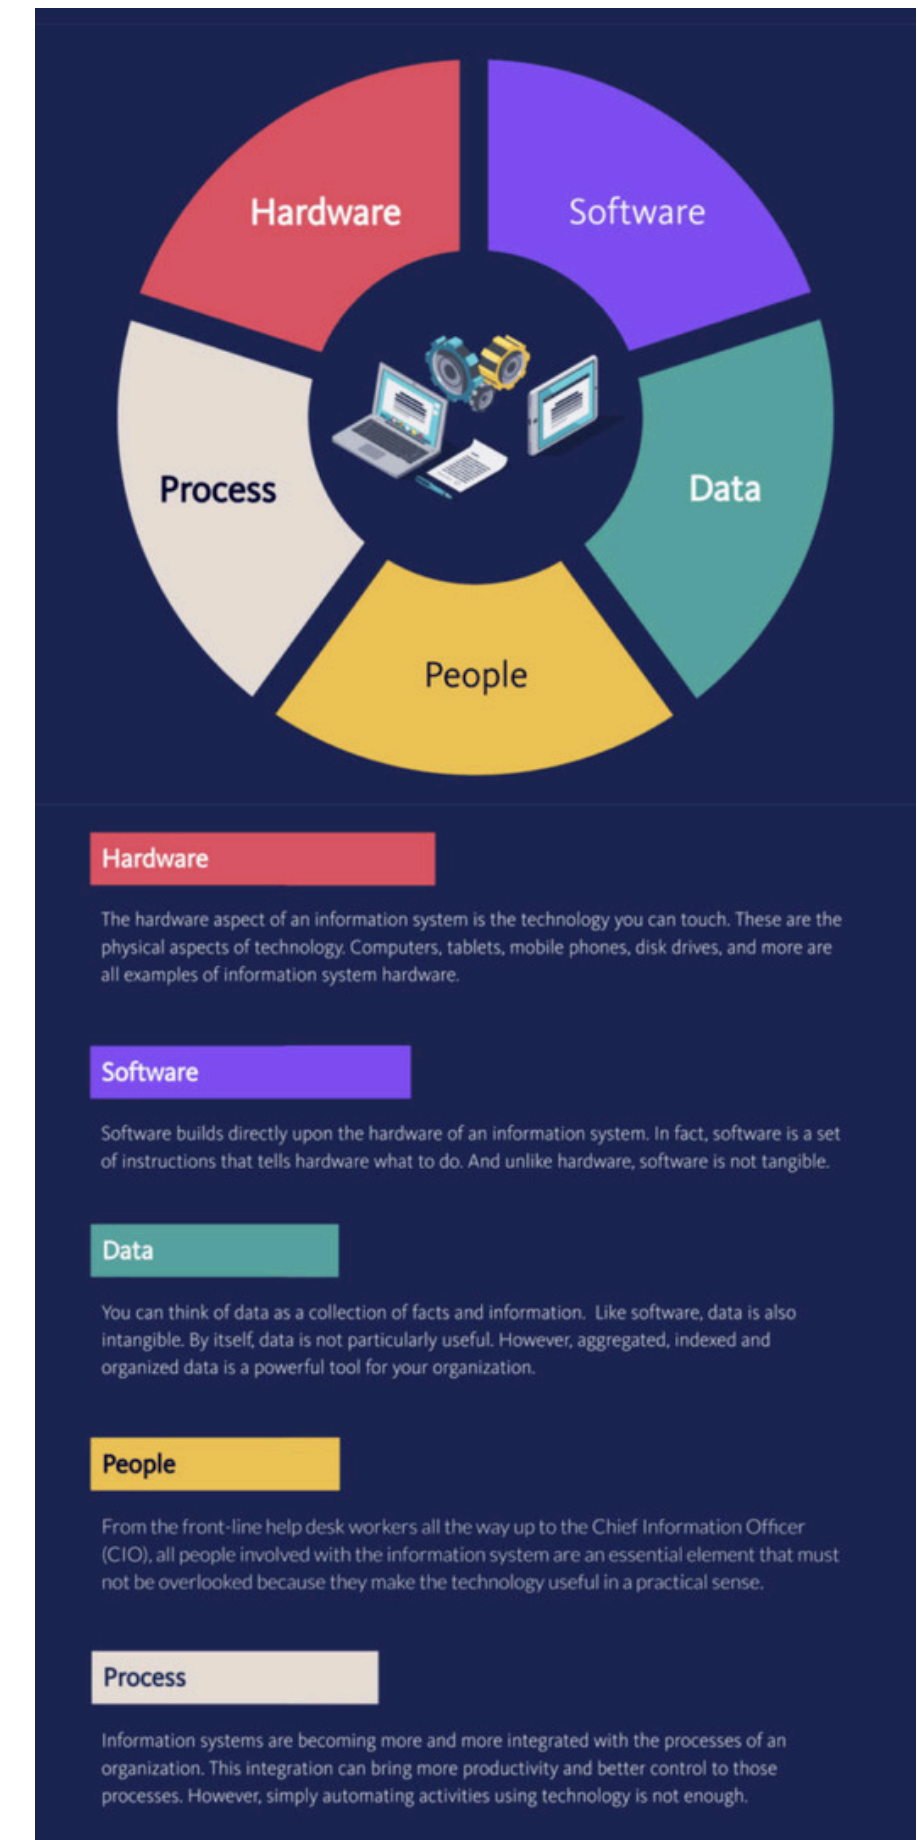 Hardware
Software
Process
Data
People
Hardware
The hardware aspect of an information system is the technology you can touch. These are the
physical aspects of technology. Computers, tablets, mobile phones, disk drives, and more are
all examples of information system hardware.
Software
Software builds directly upon the hardware of an information system. In fact, software is a set
of instructions that tells hardware what to do. And unlike hardware, software is not tangible.
Data
You can think of data as a collection of facts and information. Like software, data is also
intangible. By itself, data is not particularly useful. However, aggregated, indexed and
organized data is a powerful tool for your organization.
People
From the front-line help desk workers all the way up to the Chief Information Officer
(CIO), all people involved with the information system are an essential element that must
not be overlooked because they make the technology useful in a practical sense.
Process
Information systems are becoming more and more integrated with the processes of an
organization. This integration can bring more productivity and better control to those
processes. However, simply automating activities using technology is not enough.